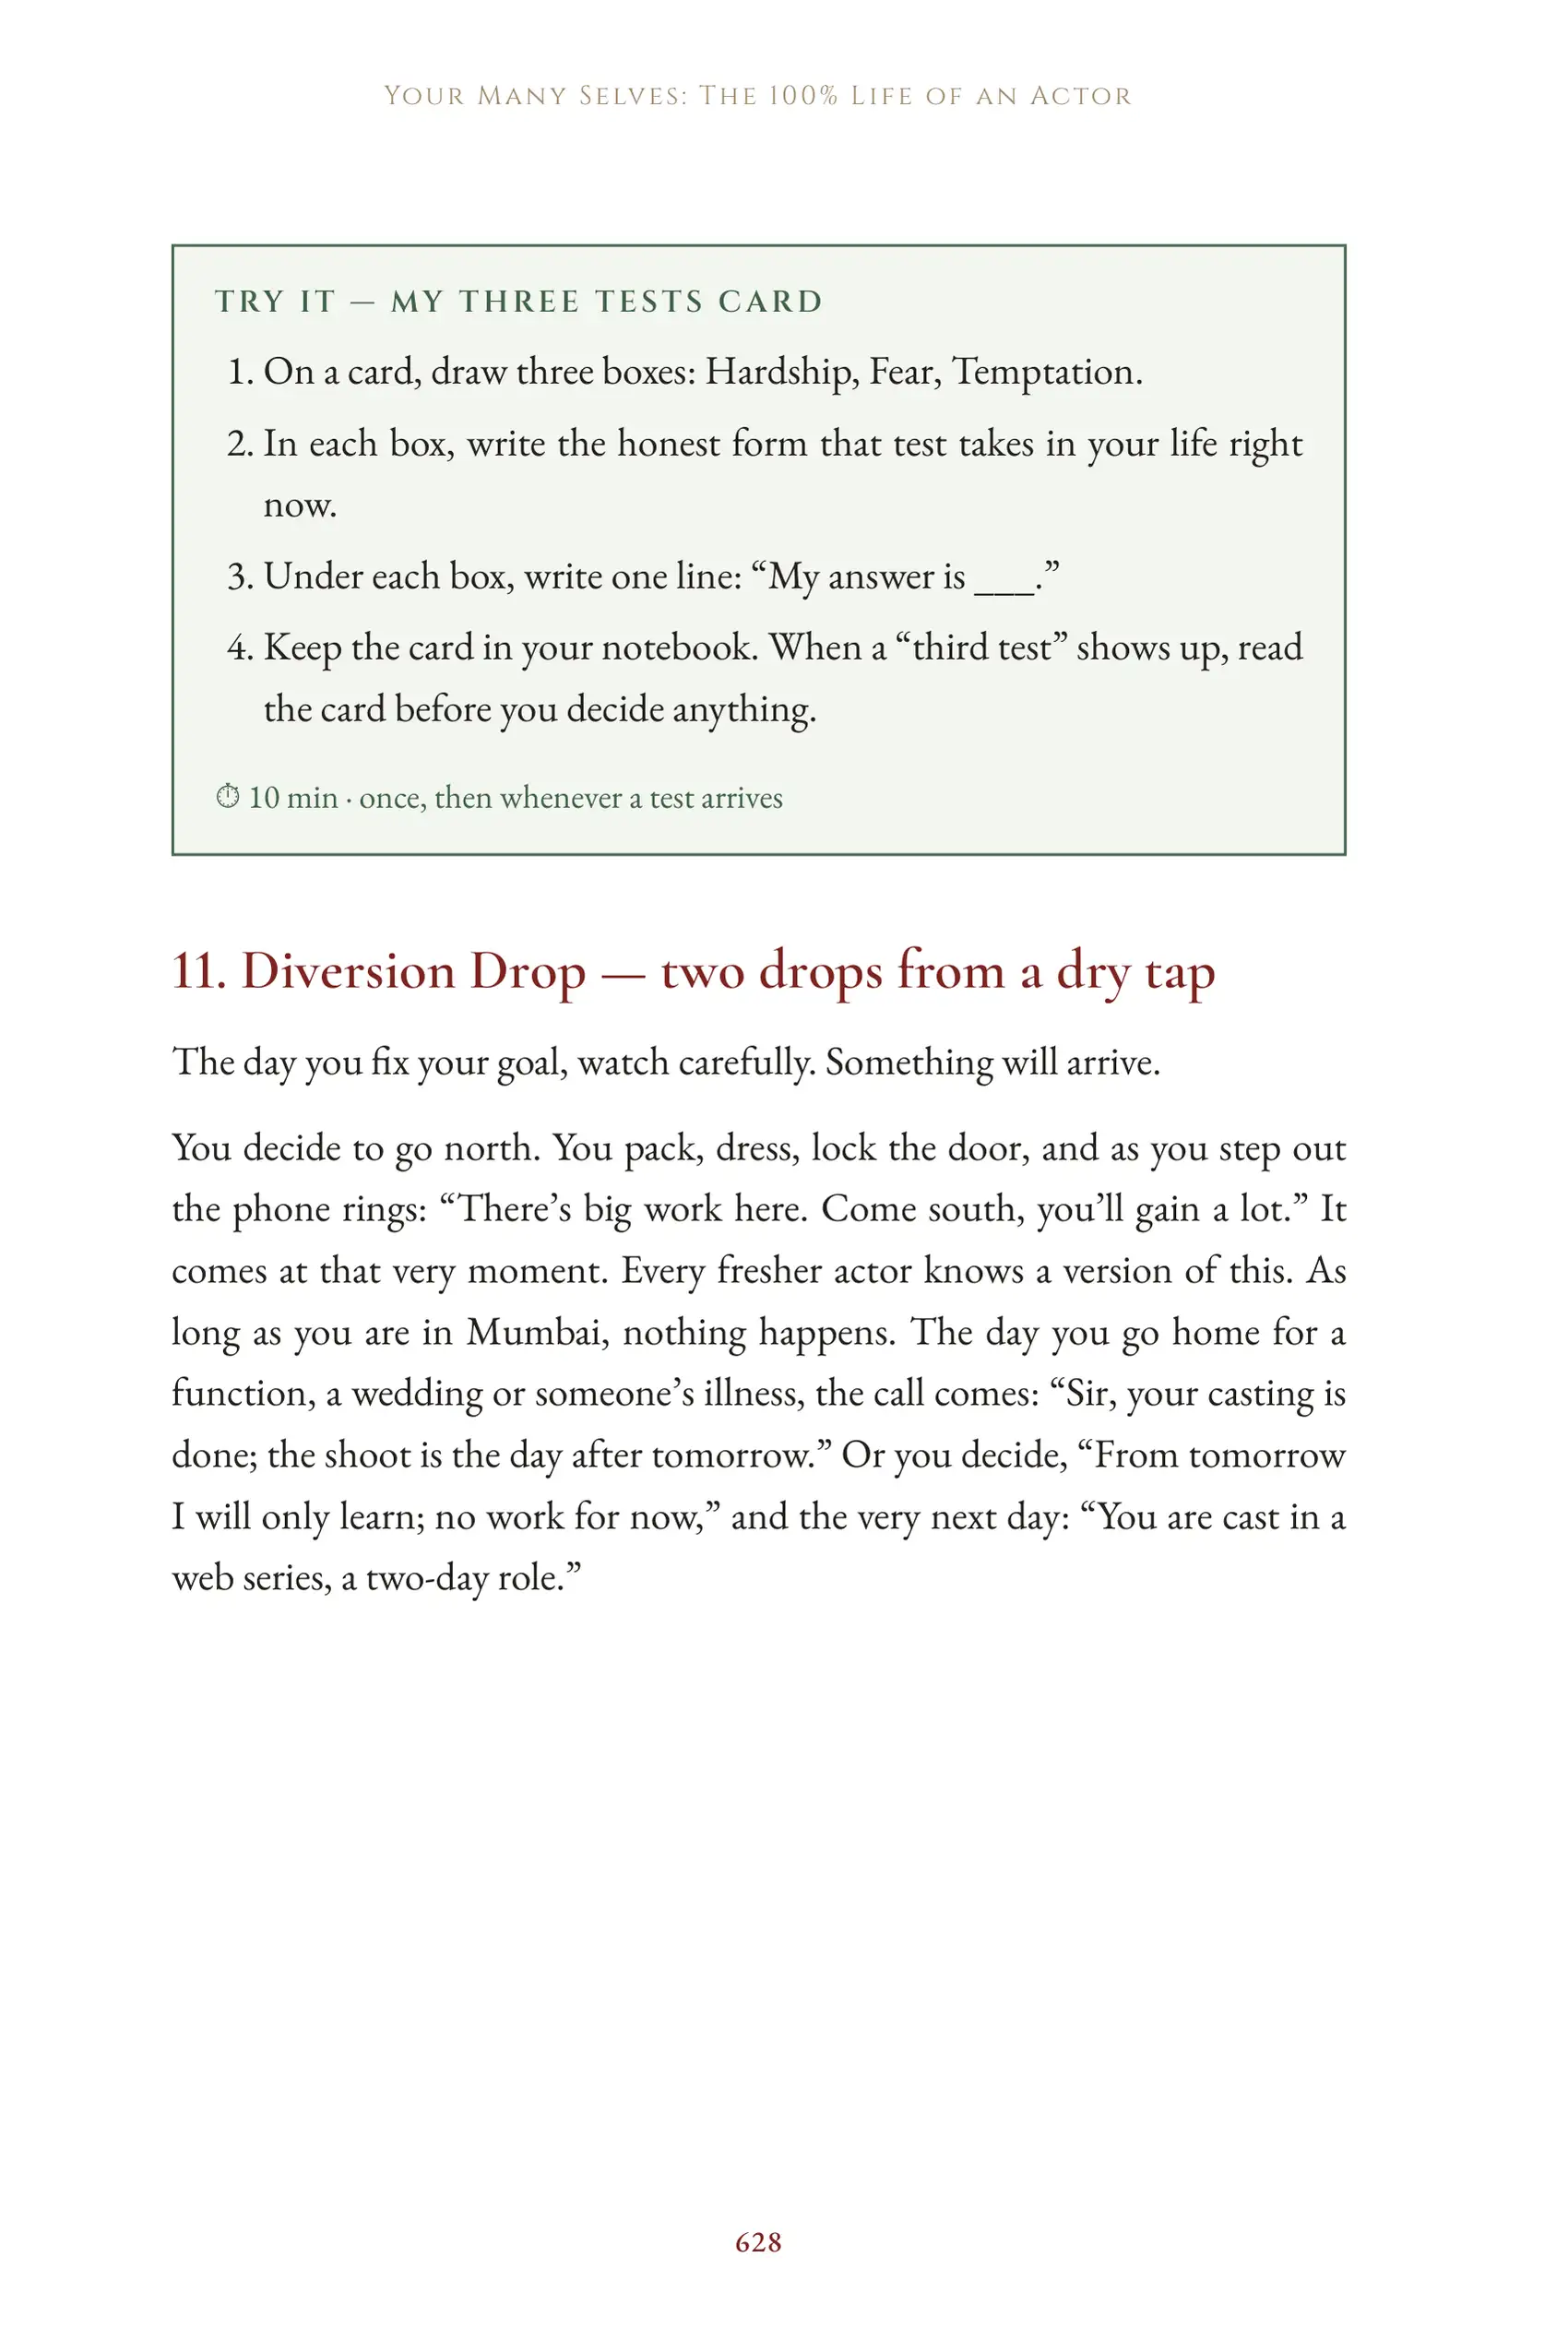 Your Many Selves: The 100% Life of an Actor
TRY IT — MY THREE TESTS CARD
1. On a card, draw three boxes: Hardship, Fear, Temptation.
2. In each box, write the honest form that test takes in your life right
now.
3. Under each box, write one line: “My answer is ___.”
4. Keep the card in your notebook. When a “third test” shows up, read
the card before you decide anything.
⏱ 10 min · once, then whenever a test arrives
11. Diversion Drop — two drops from a dry tap
The day you fix your goal, watch carefully. Something will arrive.
You decide to go north. You pack, dress, lock the door, and as you step out
the phone rings: “There’s big work here. Come south, you’ll gain a lot.” It
comes at that very moment. Every fresher actor knows a version of this. As
long as you are in Mumbai, nothing happens. The day you go home for a
function, a wedding or someone’s illness, the call comes: “Sir, your casting is
done; the shoot is the day after tomorrow.” Or you decide, “From tomorrow
I will only learn; no work for now,” and the very next day: “You are cast in a
web series, a two-day role.”
628